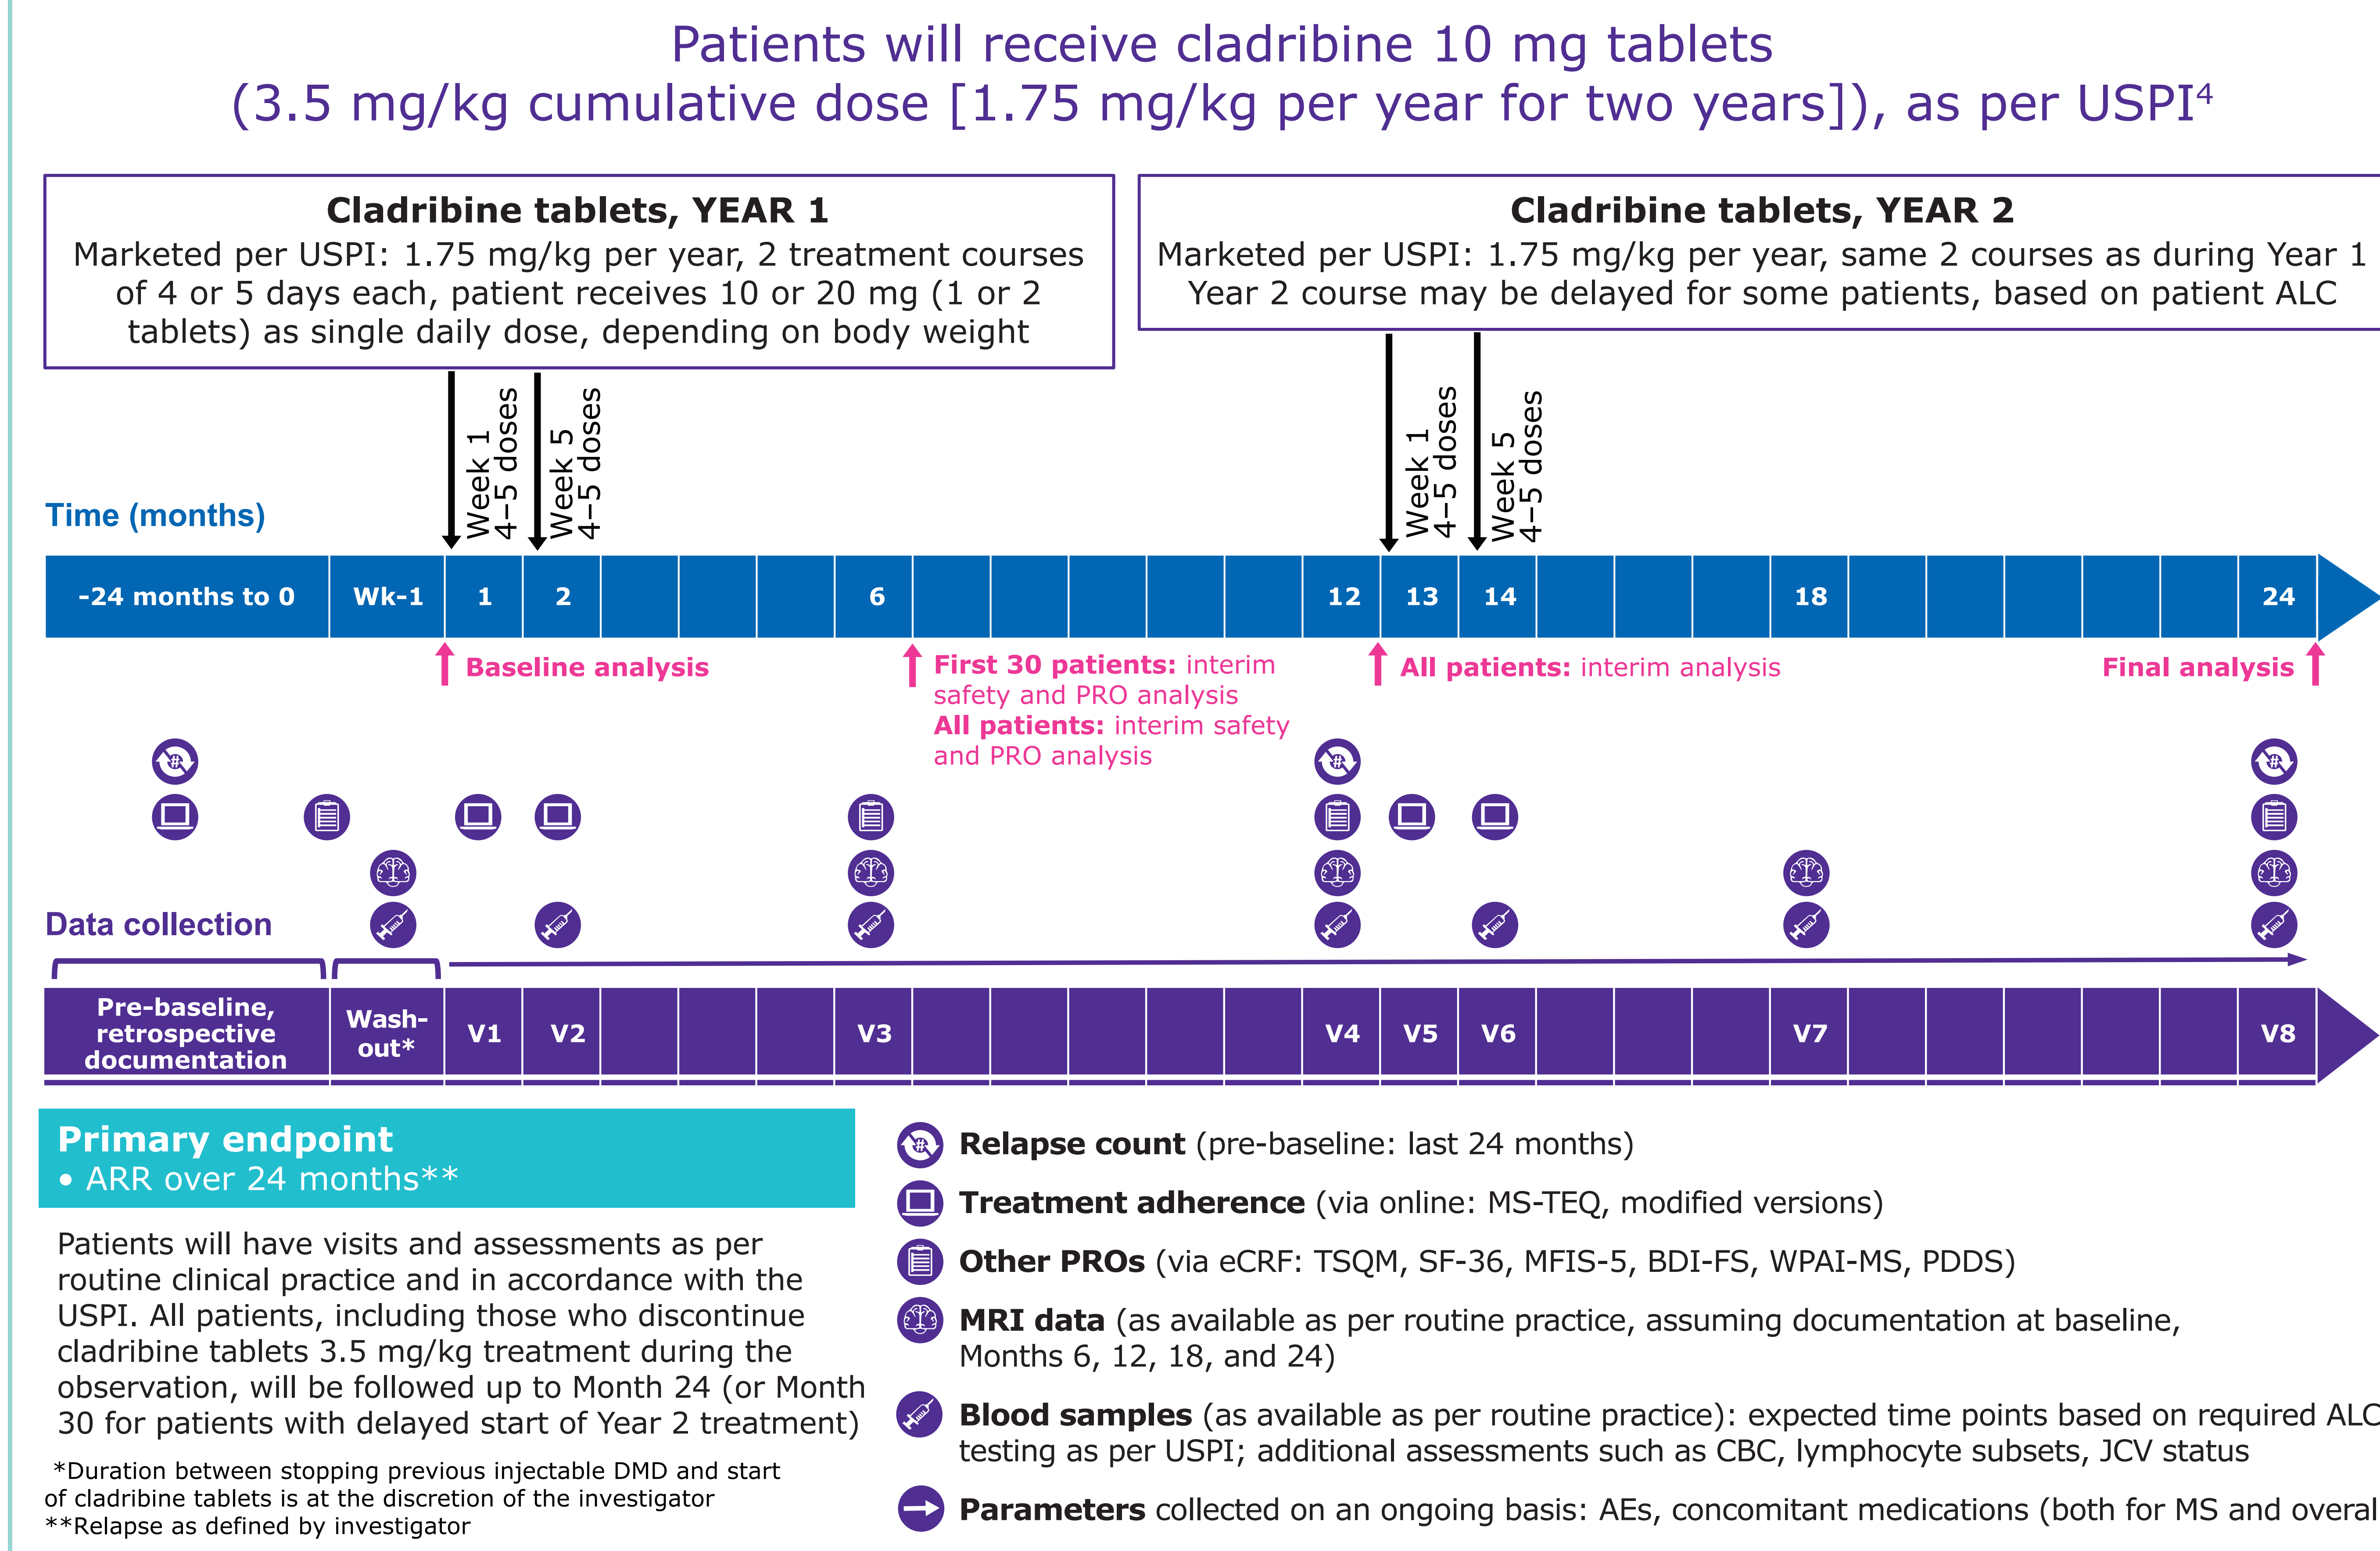 Patients will receive cladribine 10 mg tablets
(3.5 mg/kg cumulative dose [1.75 mg/kg per year for two years]), as per USPI⁴
Cladribine tablets, YEAR 1
Marketed per USPI: 1.75 mg/kg per year, 2 treatment courses
of 4 or 5 days each, patient receives 10 or 20 mg (1 or 2
tablets) as single daily dose, depending on body weight
Cladribine tablets, YEAR 2
Marketed per USPI: 1.75 mg/kg per year, same 2 courses as during Year 1
Year 2 course may be delayed for some patients, based on patient ALC
Week 1
4–5 doses
Week 5
4–5 doses
Week 1
4–5 doses
Week 5
4–5 doses
Time (months)
-24 months to 0
Wk-1
1
2
6
12
13
14
18
24
Baseline analysis
First 30 patients: interim
safety and PRO analysis
All patients: interim safety
and PRO analysis
All patients: interim analysis
Final analysis
#
#
#
Data collection
Pre-baseline,
retrospective
documentation
Wash-
out*
V1
V2
V3
V4
V5
V6
V7
V8
Primary endpoint
• ARR over 24 months**
Patients will have visits and assessments as per
routine clinical practice and in accordance with the
USPI. All patients, including those who discontinue
cladribine tablets 3.5 mg/kg treatment during the
observation, will be followed up to Month 24 (or Month
30 for patients with delayed start of Year 2 treatment)
*Duration between stopping previous injectable DMD and start
of cladribine tablets is at the discretion of the investigator
**Relapse as defined by investigator
#
Relapse count (pre-baseline: last 24 months)
Treatment adherence (via online: MS-TEQ, modified versions)
Other PROs (via eCRF: TSQM, SF-36, MFIS-5, BDI-FS, WPAI-MS, PDDS)
MRI data (as available as per routine practice, assuming documentation at baseline,
Months 6, 12, 18, and 24)
Blood samples (as available as per routine practice): expected time points based on required ALC
testing as per USPI; additional assessments such as CBC, lymphocyte subsets, JCV status
Parameters collected on an ongoing basis: AEs, concomitant medications (both for MS and overall